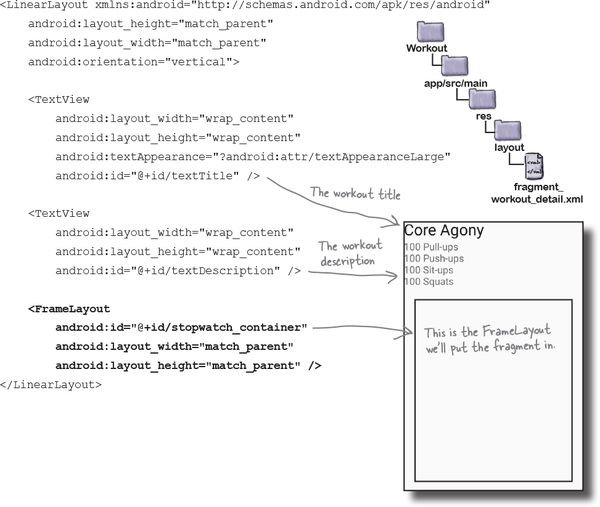 <LinearLayout xmlns:android="http://schemas.android.com/apk/res/android"
android:layout_height="match_parent"
android:layout_width="match_parent"
android:orientation="vertical">
<TextView
android:layout_width="wrap_content"
android:layout_height="wrap_content"
android:textAppearance="?android:attr/textAppearanceLarge"
android:id="@+id/textTitle" />
<TextView
android:layout_width="wrap_content"
android:layout_height="wrap_content"
android:id="@+id/textDescription" />
<FrameLayout
android:id="@+id/stopwatch_container"
android:layout_width="match_parent"
android:layout_height="match_parent" />
</LinearLayout>
Workout
app/src/main
res
layout
<xml>
</xml>
fragment_
workout_detail.xml
The workout title
The workout
description
Core Agony
100 Pull-ups
100 Push-ups
100 Sit-ups
100 Squats
This is the FrameLayout
we'll put the fragment in.